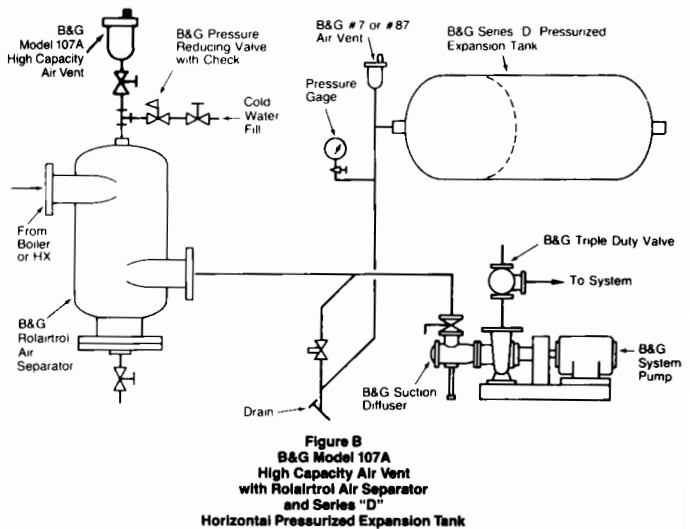 B&G
Model 107A
High Capacity
Air Vent
B&G Pressure
Reducing Valve
with Check
Cold
Water
Fill
B&G #7 or #87
Air Vent
Pressure
Gage
B&G Series D Pressurized
Expansion Tank
From
Boiler
or HX
B&G
Rolairtrol
Air
Separator
Drain
B&G Suction
Diffuser
B&G Triple Duty Valve
To System
B&G
System
Pump
Figure B
B&G Model 107A
High Capacity Air Vent
with Rolairtrol Air Separator
and Series "D"
Horizontal Pressurized Expansion Tank